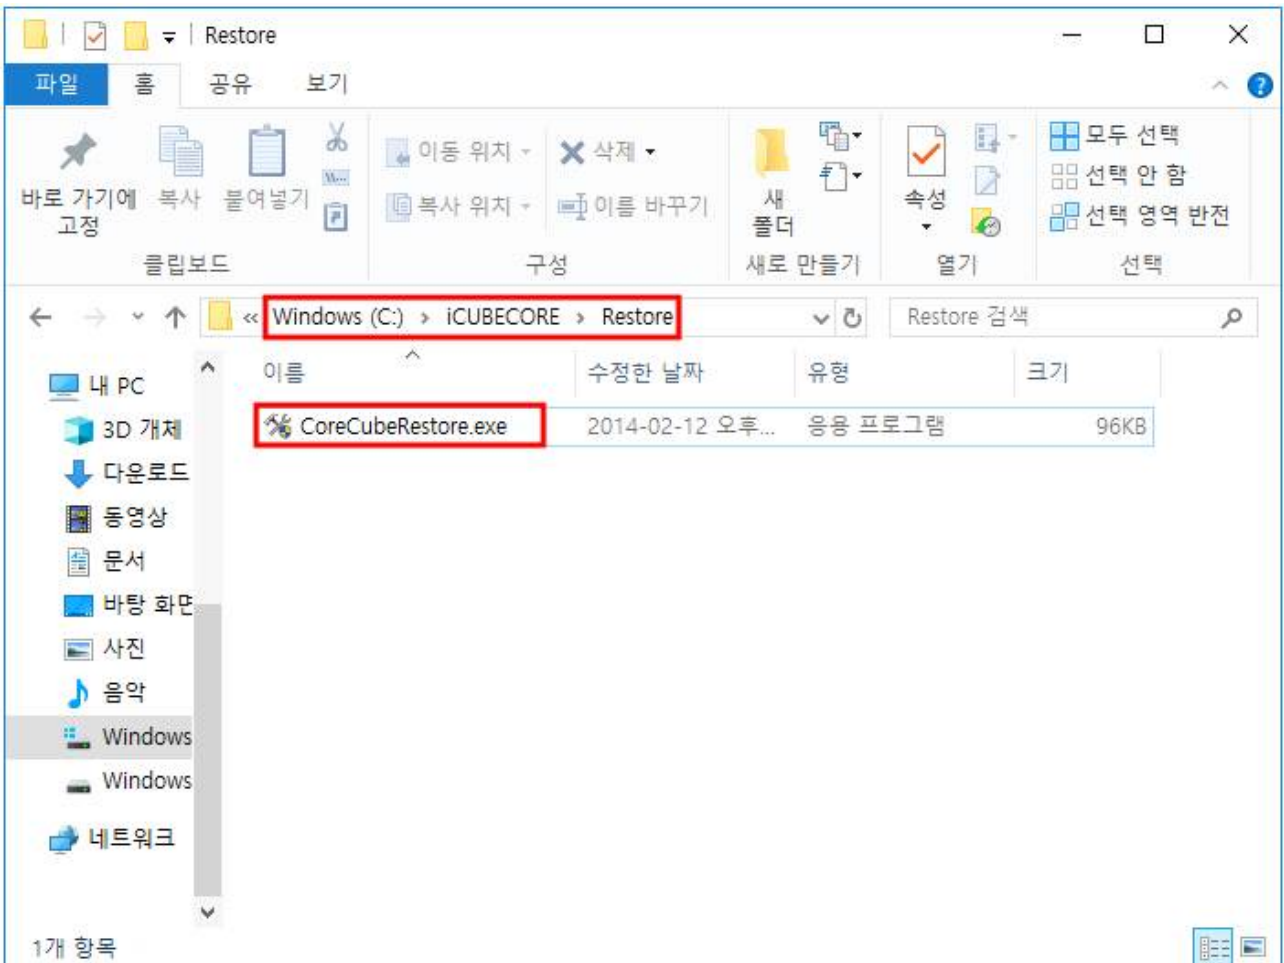 Restore
파일 홈 공유 보기
바로 가기에
고정
복사
붙여넣기
이동 위치
복사 위치
삭제
이름 바꾸기
새
폴더
속성
모두 선택
선택 안 함
선택 영역 반전
클립보드 구성 새로 만들기 열기 선택
« Windows (C:) › iCUBECORE › Restore
Restore 검색
이름 수정한 날짜 유형 크기
CoreCubeRestore.exe 2014-02-12 오후... 응용 프로그램 96KB
내 PC
3D 개체
다운로드
동영상
문서
바탕 화면
사진
음악
Windows
Windows
네트워크
1개 항목